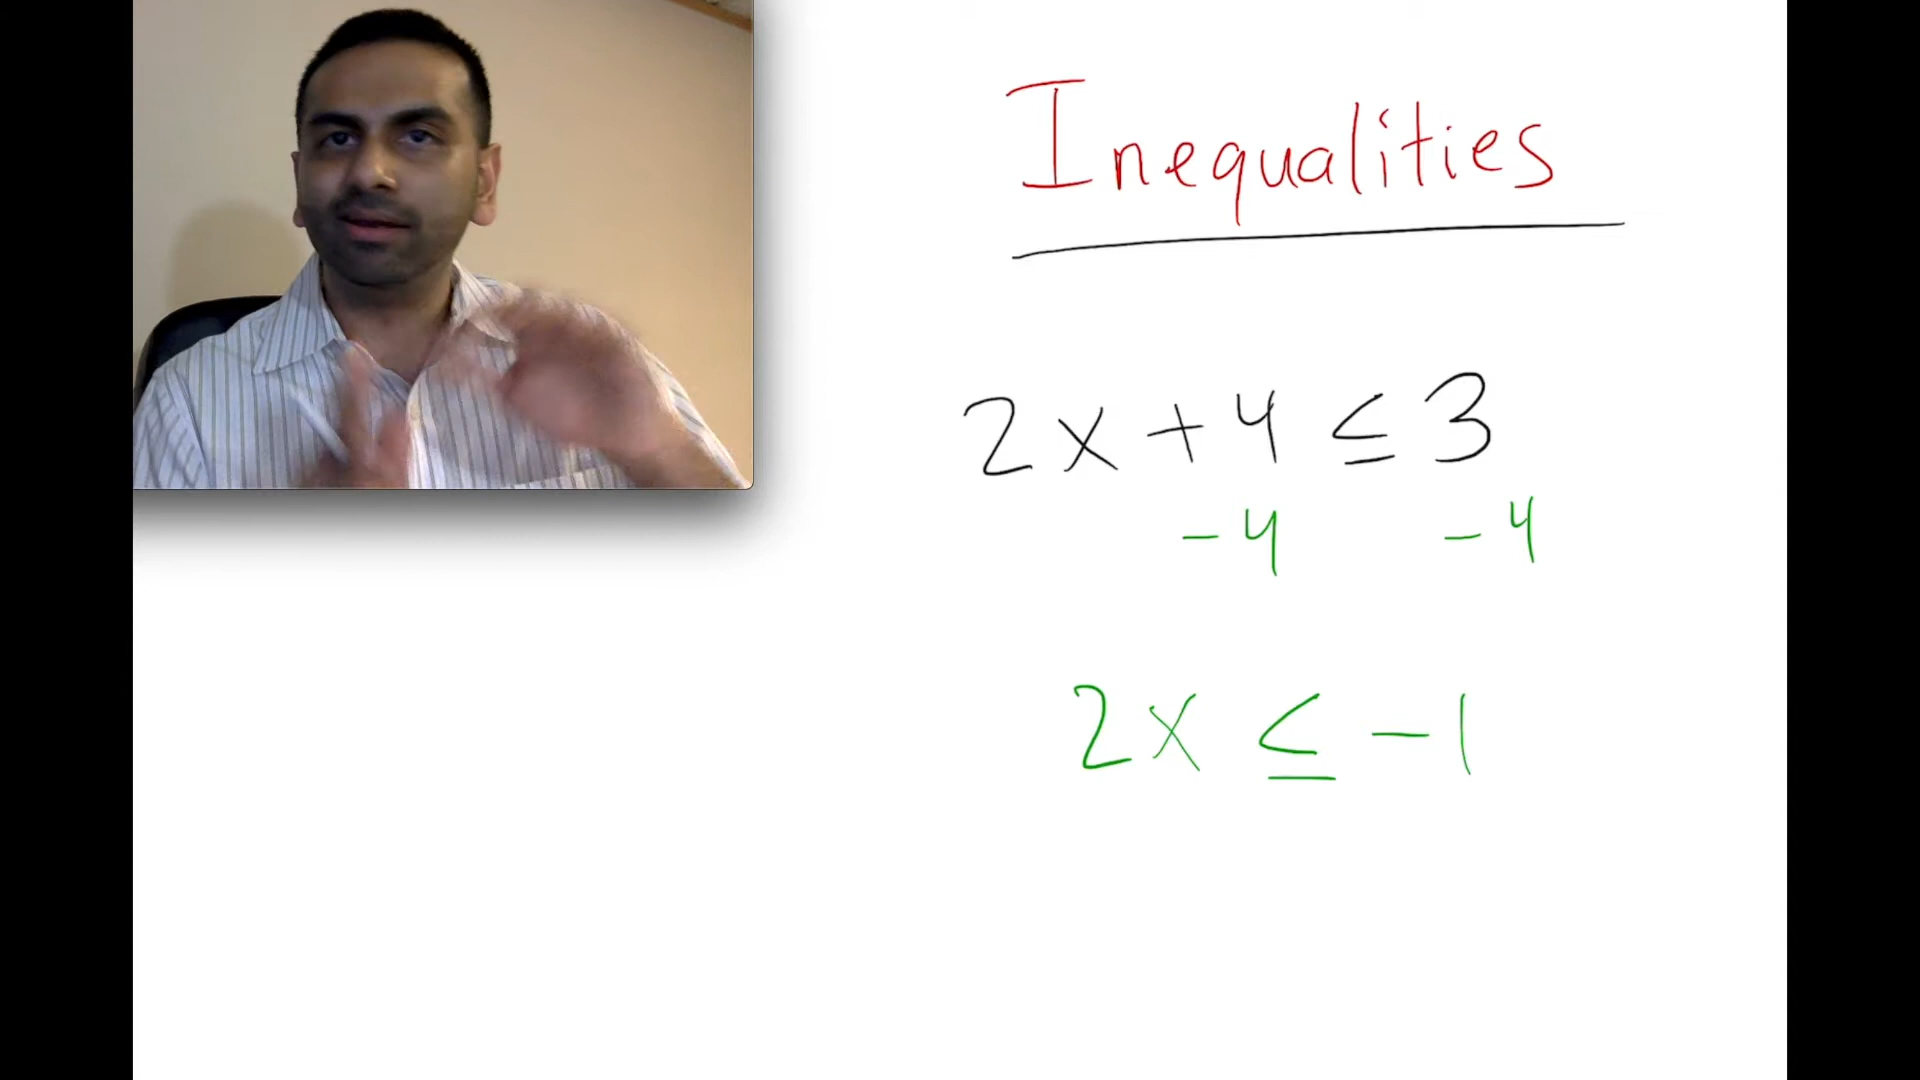 Inequalities
2x + 4 ≤ 3
- 4 - 4
2x ≤ - 1